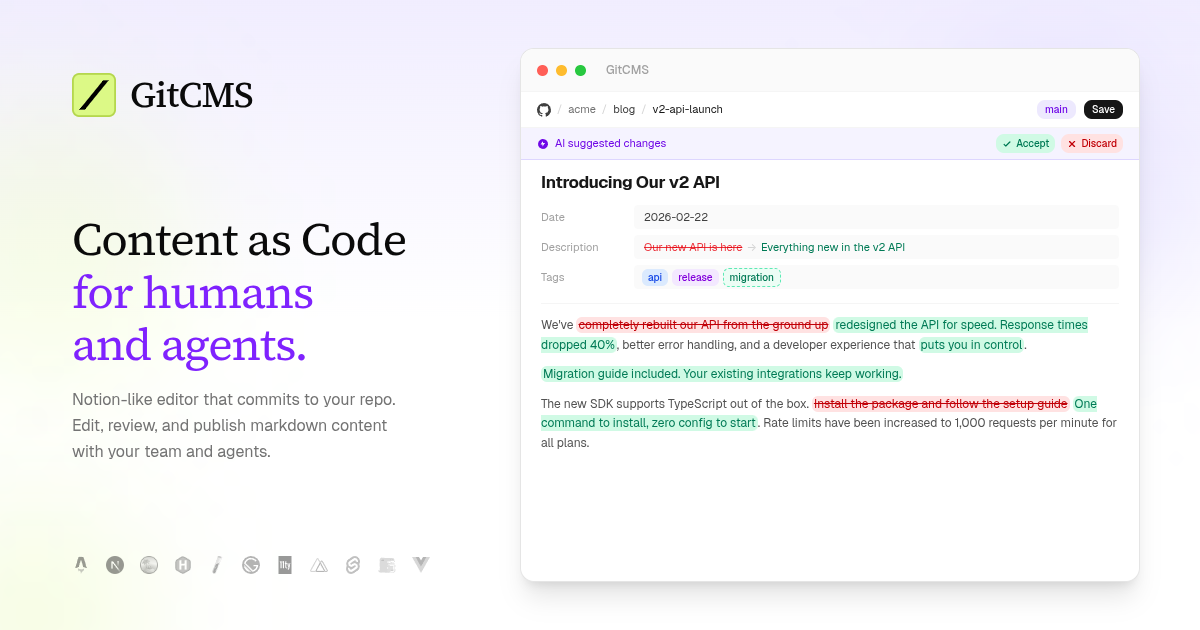 GitCMS
Content as Code
for humans
and agents.
Notion-like editor that commits to your repo.
Edit, review, and publish markdown content
with your team and agents.
N
H
11ty
GitCMS
acme / blog / v2-api-launch
main
Save
AI suggested changes
Accept
Discard
Introducing Our v2 API
Date
2026-02-22
Description
Our new API is here → Everything new in the v2 API
Tags
api
release
migration
We've completely rebuilt our API from the ground up redesigned the API for speed. Response times
dropped 40%, better error handling, and a developer experience that puts you in control.
Migration guide included. Your existing integrations keep working.
The new SDK supports TypeScript out of the box. Install the package and follow the setup guide One
command to install, zero config to start. Rate limits have been increased to 1,000 requests per minute for
all plans.